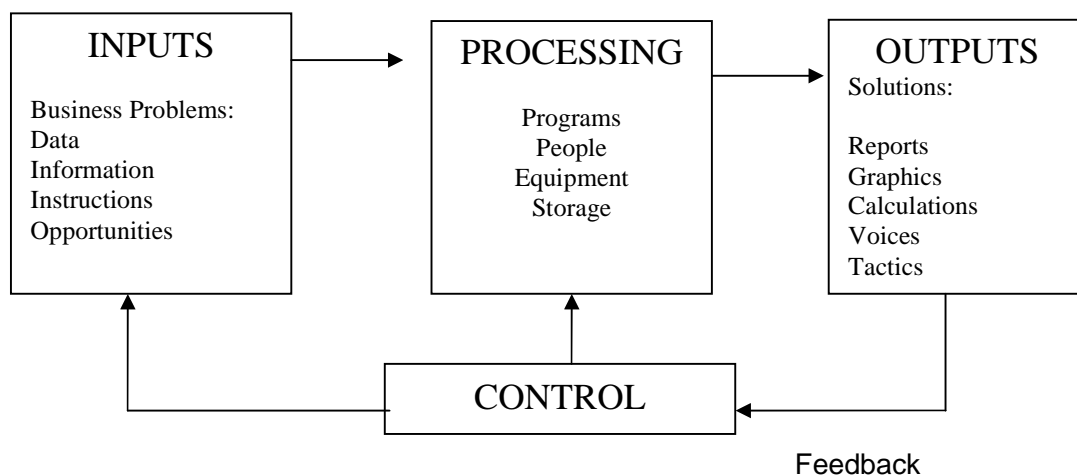 INPUTS
Business Problems:
Data
Information
Instructions
Opportunities
PROCESSING
Programs
People
Equipment
Storage
OUTPUTS
Solutions:
Reports
Graphics
Calculations
Voices
Tactics
CONTROL
Feedback